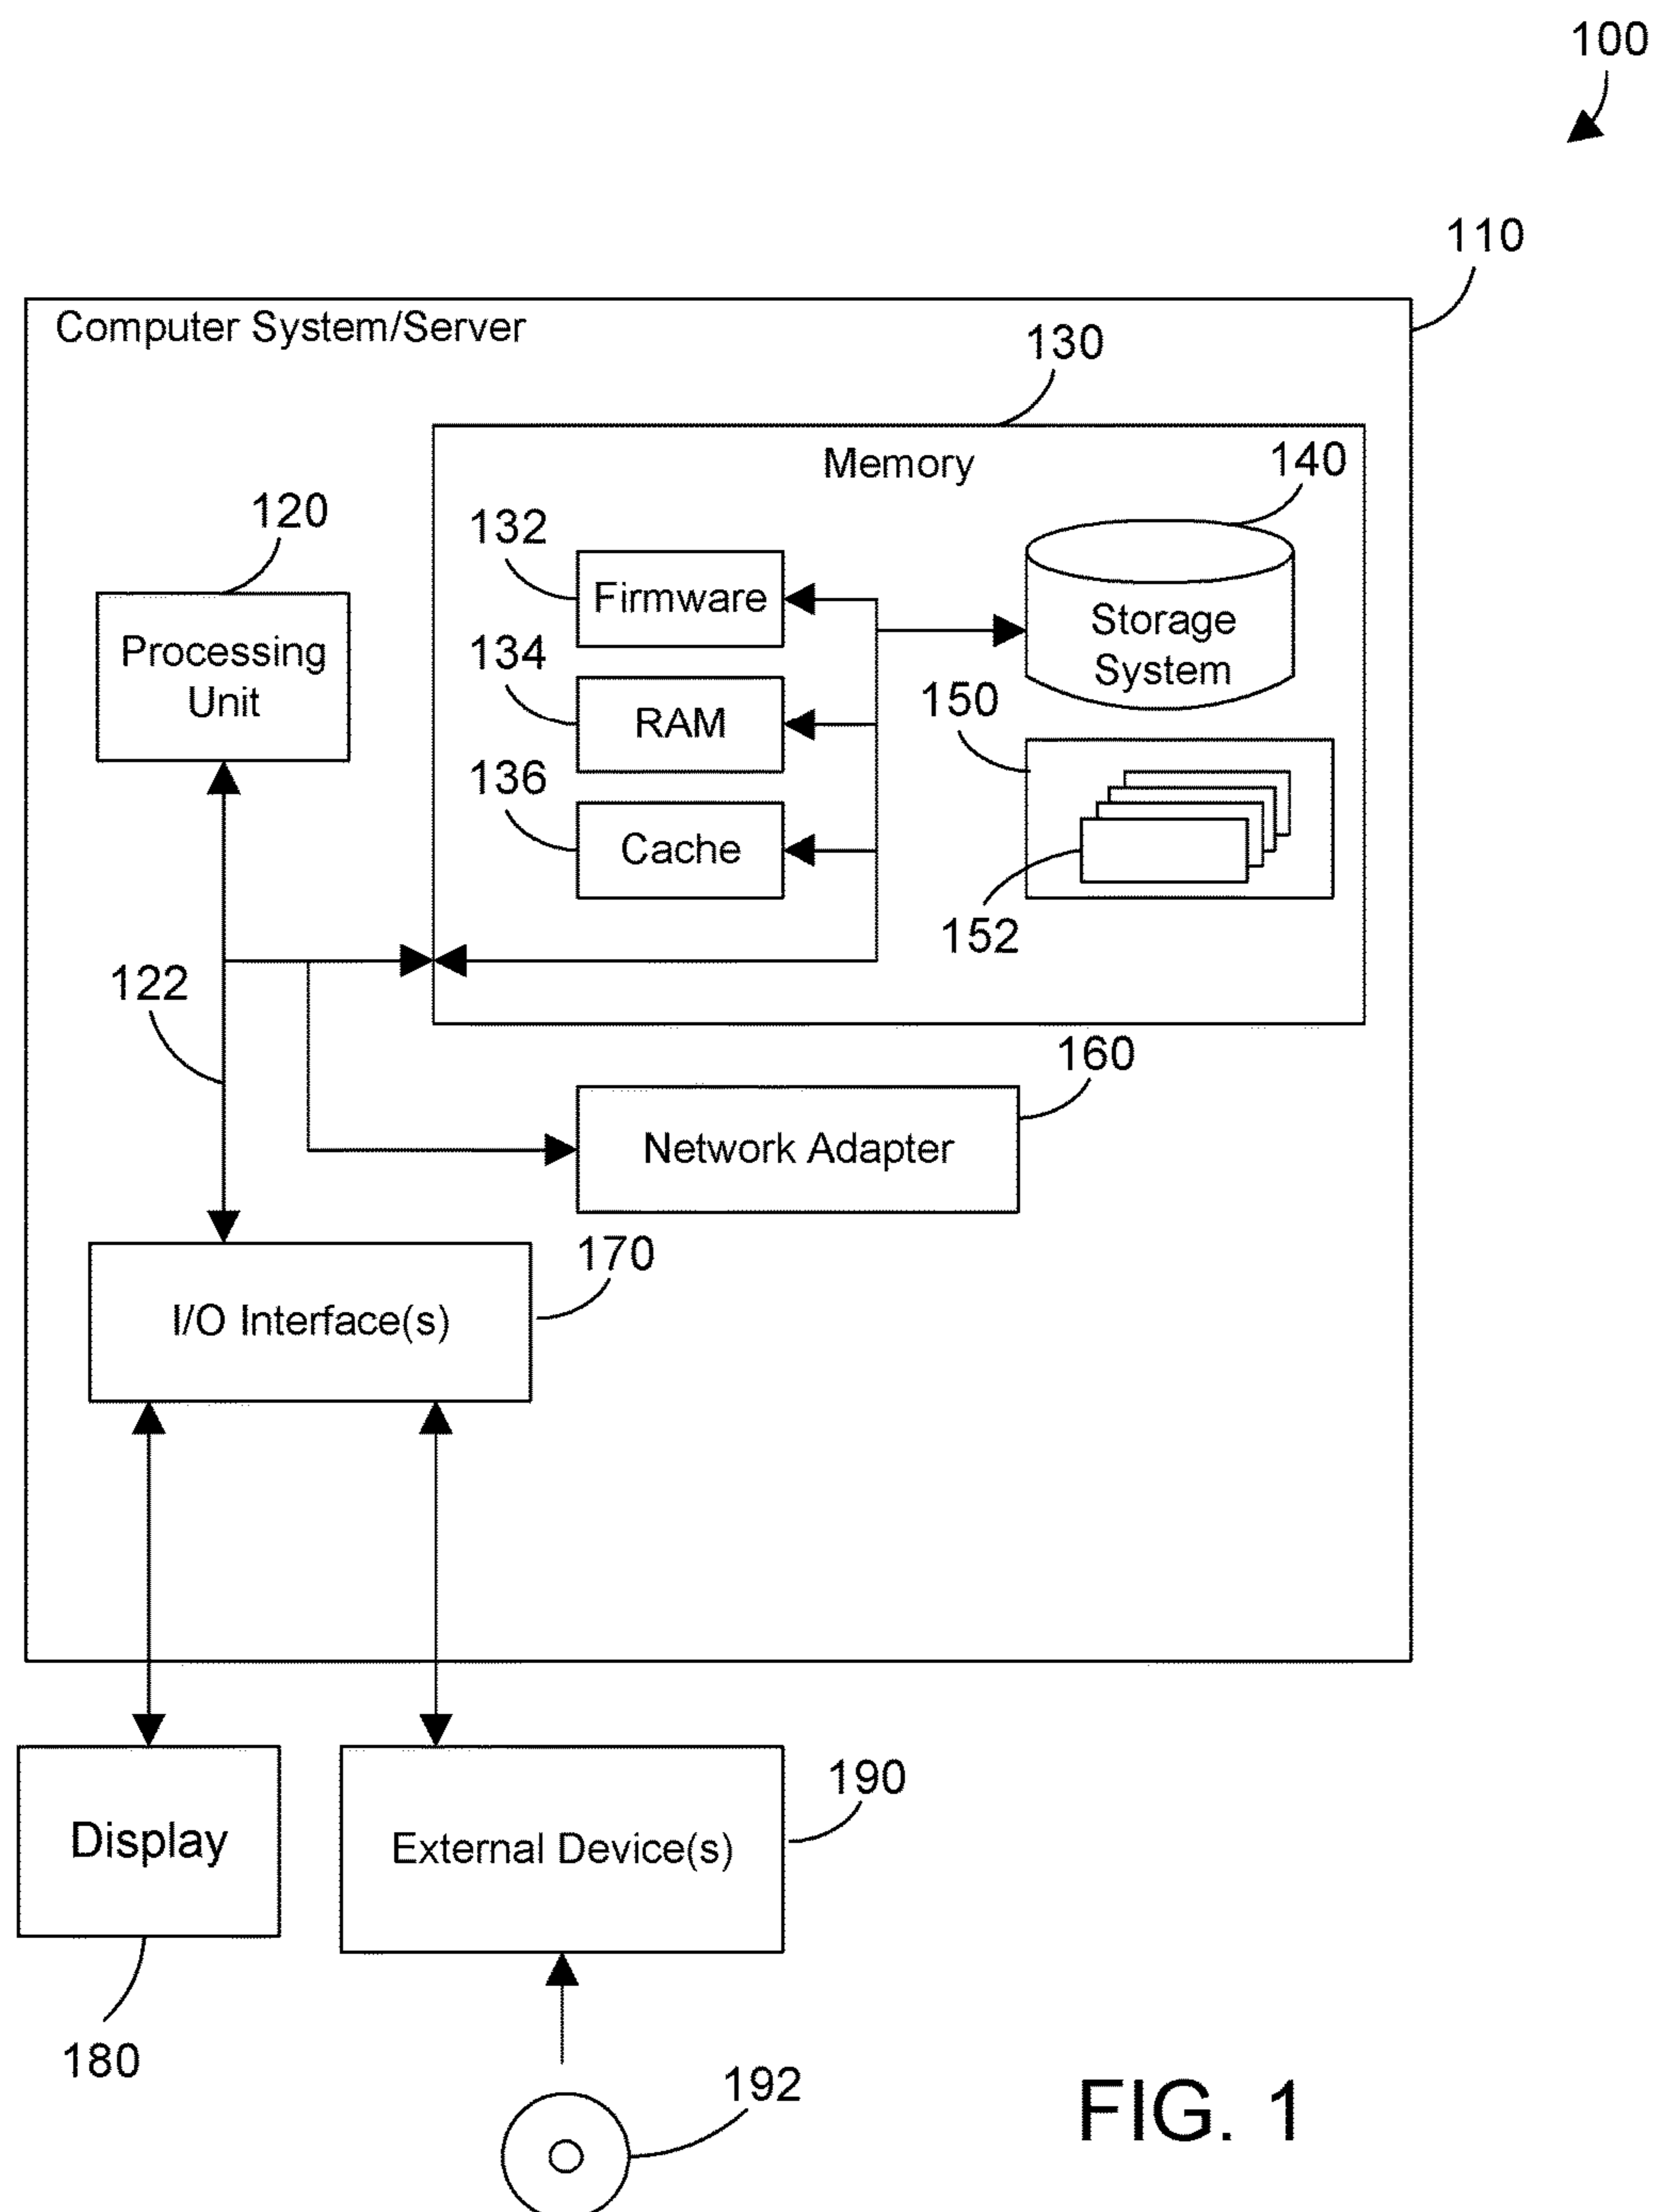 100
110
Computer System/Server
130
Memory
140
120
132
Firmware
Processing
Unit
134
RAM
Storage
System
150
136
Cache
152
122
160
Network Adapter
170
I/O Interface(s)
190
Display
External Device(s)
180
192
FIG. 1